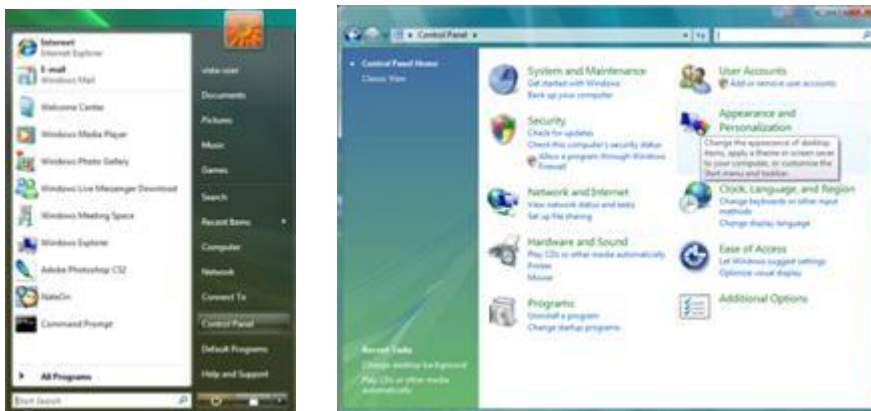 Internet
Internet Explorer
E-mail
Windows Mail
Welcome Center
Windows Media Player
Windows Photo Gallery
Windows Live Messenger Download
Windows Meeting Space
Windows Explorer
Adobe Photoshop CS2
NateOn
Command Prompt
All Programs
Start Search
vista user
Documents
Pictures
Music
Games
Search
Recent Items
Computer
Network
Connect To
Control Panel
Default Programs
Help and Support
Control Panel
Control Panel Home
Classic View
System and Maintenance
Get started with Windows
Back up your computer
Security
Check for updates
Check this computer's security status
Allow a program through Windows
Firewall
Network and Internet
View network status and tasks
Set up file sharing
Hardware and Sound
Play CDs or other media automatically
Printer
Mouse
Programs
Uninstall a program
Change startup programs
User Accounts
Add or remove user accounts
Appearance and
Personalization
Change the appearance of desktop
items, apply a theme or screen saver
to your computer, or customize the
Start menu and taskbar.
Clock, Language, and Region
Change keyboards or other input
methods
Change display language
Ease of Access
Let Windows suggest settings
Optimize visual display
Additional Options
Recent Tasks
Change desktop background
Play CDs or other media
automatically